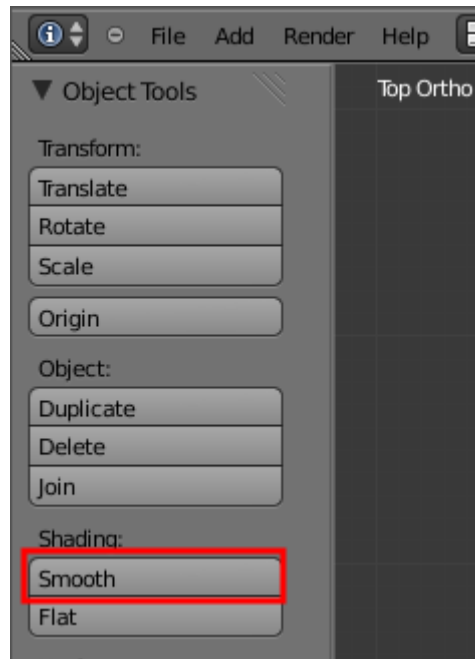 File Add Render Help
Object Tools
Top Ortho
Transform:
Translate
Rotate
Scale
Origin
Object:
Duplicate
Delete
Join
Shading:
Smooth
Flat